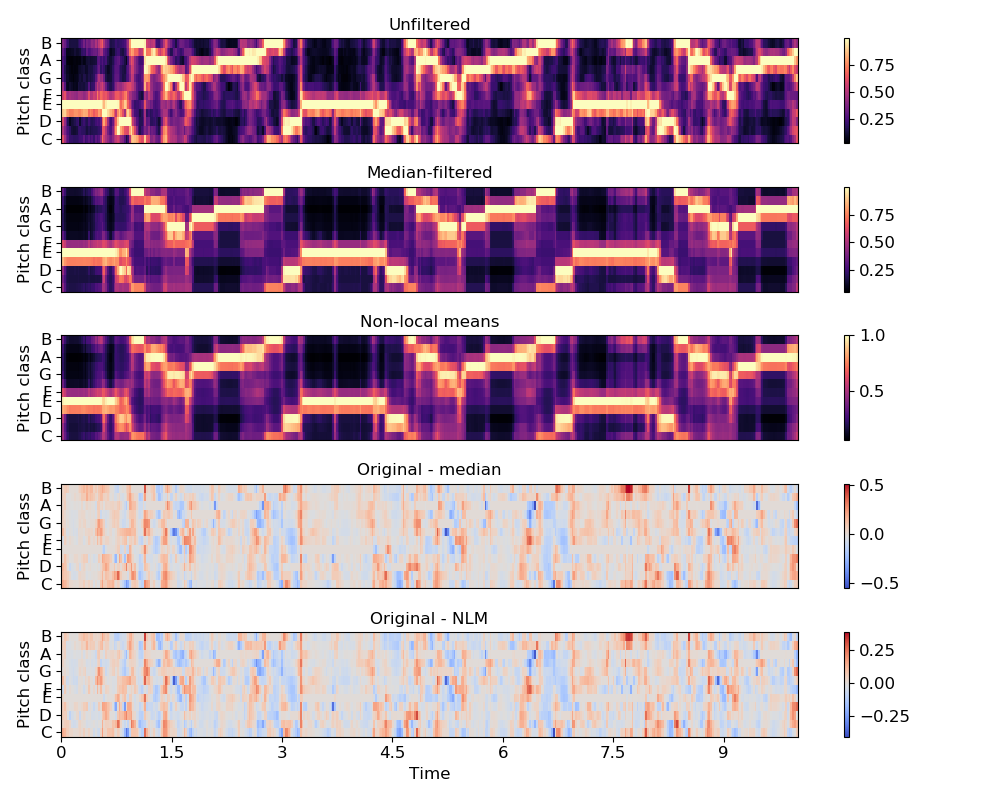 Unfiltered
Pitch class
B
A
G
F
E
D
C
0.75
0.50
0.25
Median-filtered
Pitch class
B
A
G
F
E
D
C
0.75
0.50
0.25
Non-local means
Pitch class
B
A
G
F
E
D
C
1.0
0.5
Original - median
Pitch class
B
A
G
F
E
D
C
0.5
0.0
−0.5
Original - NLM
Pitch class
B
A
G
F
E
D
C
0.25
0.00
−0.25
0 1.5 3 4.5 6 7.5 9
Time